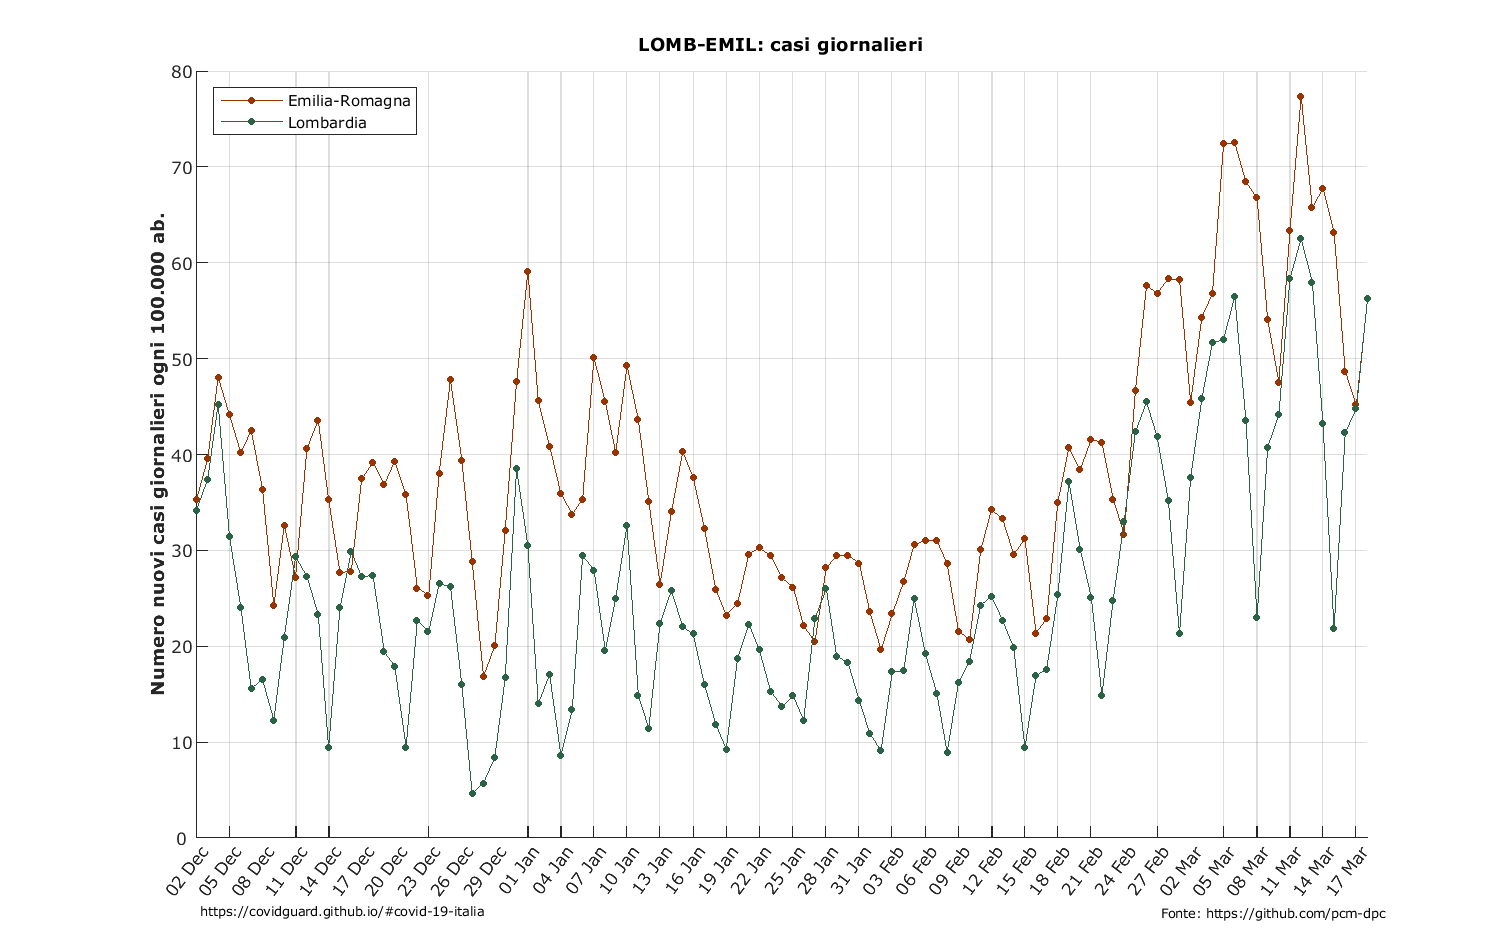 LOMB-EMIL: casi giornalieri
Emilia-Romagna
Lombardia
Numero nuovi casi giornalieri ogni 100.000 ab.
80
70
60
50
40
30
20
10
0
02 Dec
05 Dec
08 Dec
11 Dec
14 Dec
17 Dec
20 Dec
23 Dec
26 Dec
29 Dec
01 Jan
04 Jan
07 Jan
10 Jan
13 Jan
16 Jan
19 Jan
22 Jan
25 Jan
28 Jan
31 Jan
03 Feb
06 Feb
09 Feb
12 Feb
15 Feb
18 Feb
21 Feb
24 Feb
27 Feb
02 Mar
05 Mar
08 Mar
11 Mar
14 Mar
17 Mar
https://covidguard.github.io/#covid-19-italia
Fonte: https://github.com/pcm-dpc